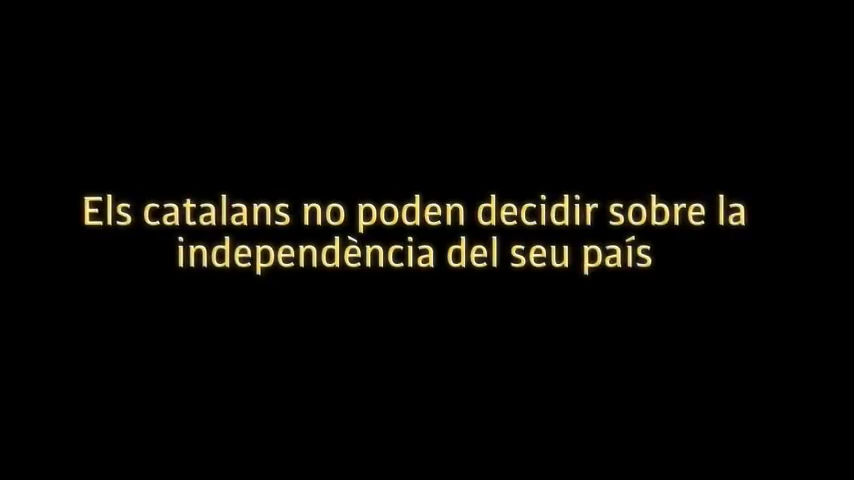 Els catalans no poden decidir sobre la
independència del seu país